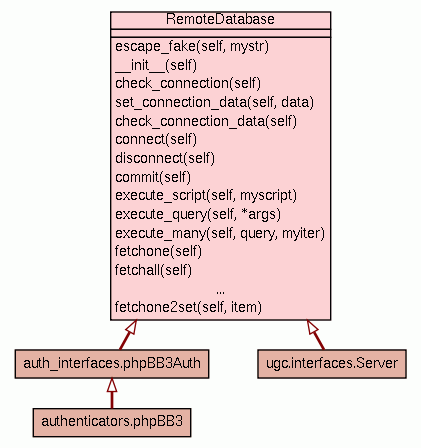 RemoteDatabase
escape_fake(self, mystr)
__init__(self)
check_connection(self)
set_connection_data(self, data)
check_connection_data(self)
connect(self)
disconnect(self)
commit(self)
execute_script(self, myscript)
execute_query(self, *args)
execute_many(self, query, myiter)
fetchone(self)
fetchall(self)
...
fetchone2set(self, item)
auth_interfaces.phpBB3Auth
ugc.interfaces.Server
authenticators.phpBB3